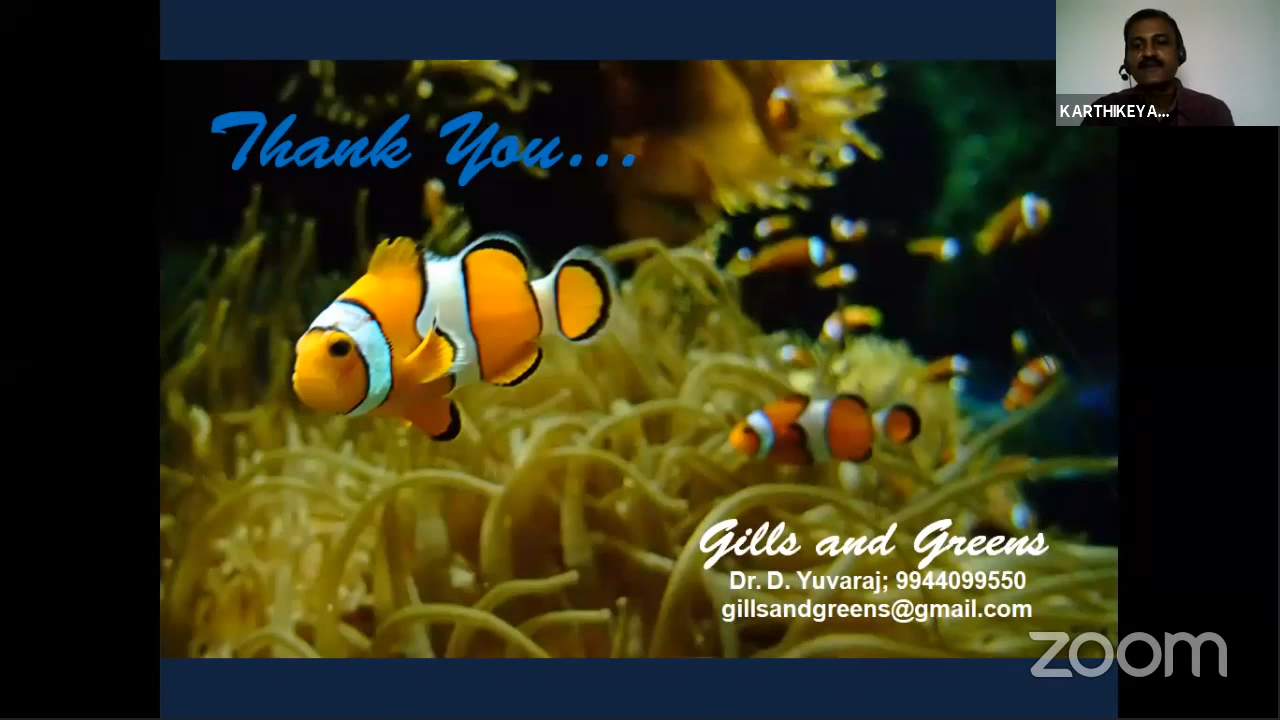 KARTHIKEYA...
Thank You...
Gills and Greens
Dr. D. Yuvaraj; 9944099550
gillsandgreens@gmail.com
zoom